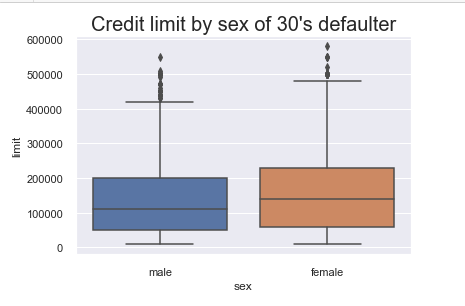 Credit limit by sex of 30's defaulter
600000
500000
400000
300000
200000
100000
0
limit
male female
sex